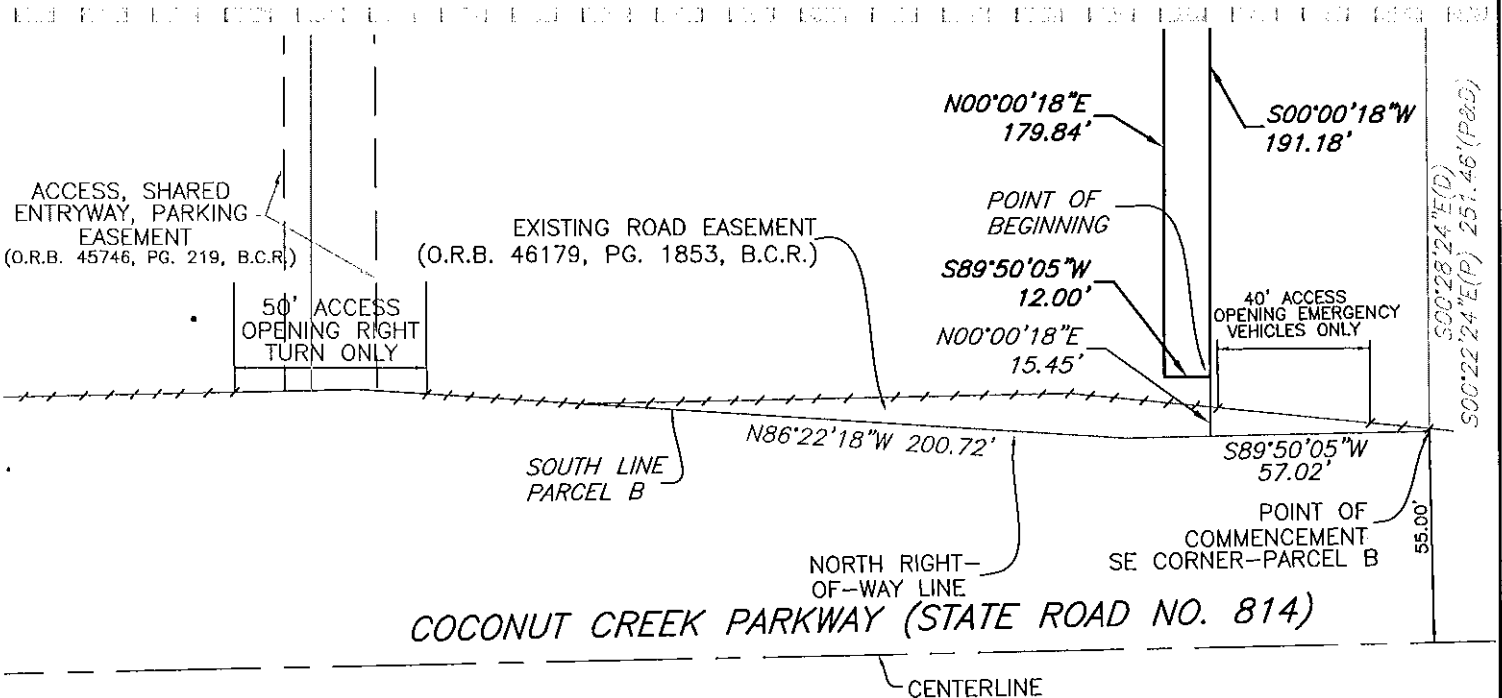 N00°00'18"E
179.84'
S00°00'18"W
191.18'
S00°28'24"E(D)
S00°22'24"E(P) 251.46'(P&D)
ACCESS, SHARED
ENTRYWAY, PARKING
EASEMENT
(O.R.B. 45746, PG. 219, B.C.R.)
EXISTING ROAD EASEMENT
(O.R.B. 46179, PG. 1853, B.C.R.)
POINT OF
BEGINNING
S89°50'05"W
12.00'
N00°00'18"E
15.45'
50' ACCESS
OPENING RIGHT
TURN ONLY
40' ACCESS
OPENING EMERGENCY
VEHICLES ONLY
N86°22'18"W 200.72'
SOUTH LINE
PARCEL B
S89°50'05"W
57.02'
POINT OF
COMMENCEMENT
SE CORNER-PARCEL B
55.00'
NORTH RIGHT-
OF-WAY LINE
COCONUT CREEK PARKWAY (STATE ROAD NO. 814)
CENTERLINE